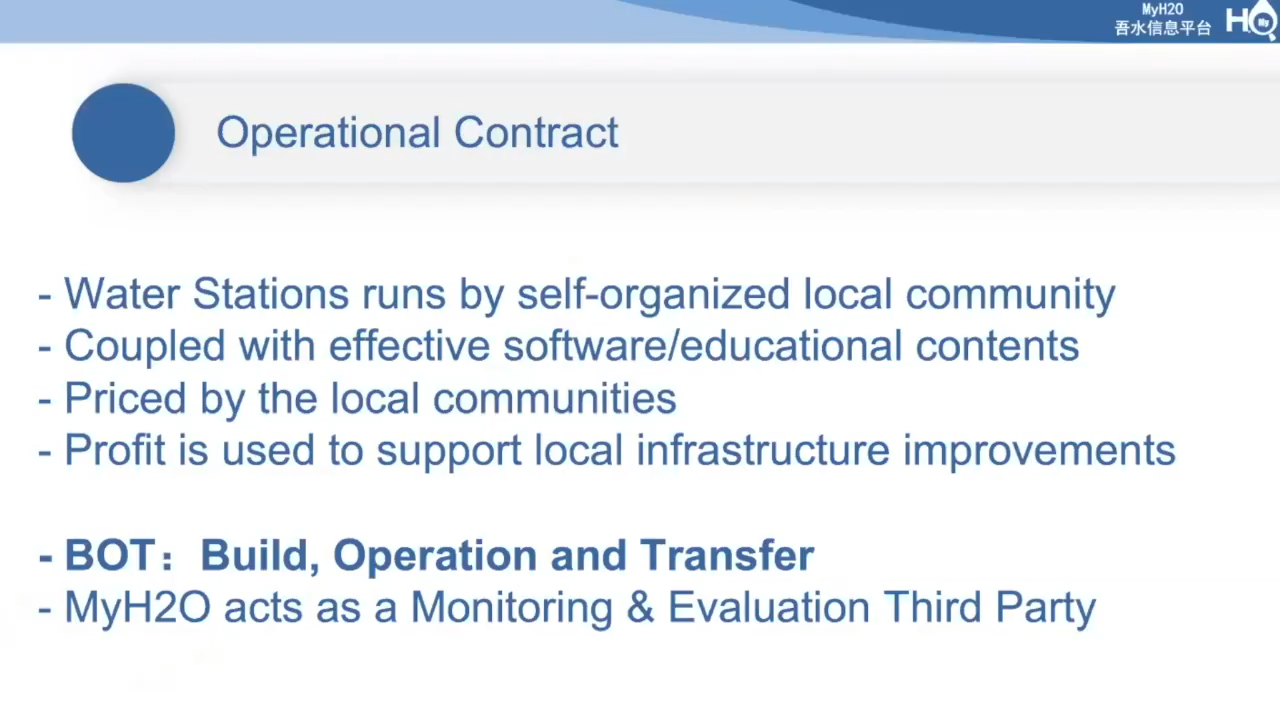 MyH2O
吾水信息平台
H2O My
Operational Contract
- Water Stations runs by self-organized local community
- Coupled with effective software/educational contents
- Priced by the local communities
- Profit is used to support local infrastructure improvements
- BOT：Build, Operation and Transfer
- MyH2O acts as a Monitoring & Evaluation Third Party